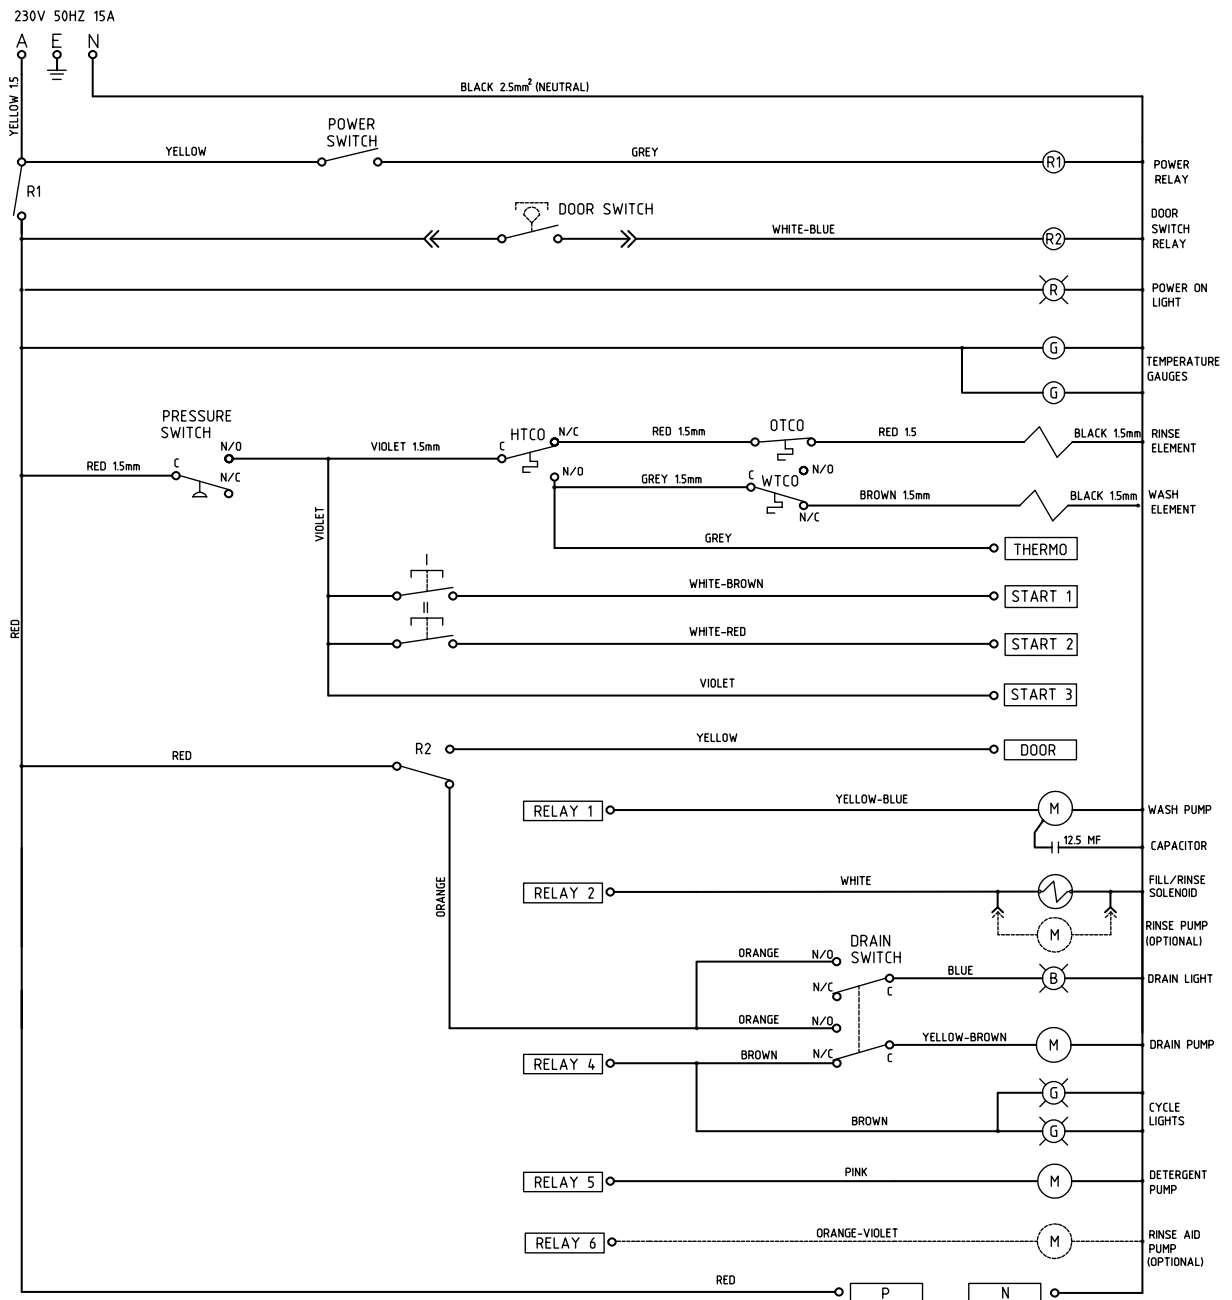 230V 50HZ 15A
A E N
BLACK 2.5mm² (NEUTRAL)
YELLOW 1.5
POWER
SWITCH
YELLOW
GREY
R1
POWER
RELAY
R1
DOOR SWITCH
WHITE-BLUE
R2
DOOR
SWITCH
RELAY
R
POWER ON
LIGHT
G
TEMPERATURE
GAUGES
G
PRESSURE
SWITCH
N/O
RED 1.5mm
C
N/C
VIOLET 1.5mm
C
HTCO
N/C
RED 1.5mm
OTCO
RED 1.5
BLACK 1.5mm
RINSE
ELEMENT
N/O
GREY 1.5mm
C
WTCO
N/O
N/C
BROWN 1.5mm
BLACK 1.5mm
WASH
ELEMENT
VIOLET
GREY
THERMO
I
WHITE-BROWN
START 1
II
WHITE-RED
START 2
RED
VIOLET
START 3
RED
R2
YELLOW
DOOR
RELAY 1
YELLOW-BLUE
M
WASH PUMP
12.5 MF
CAPACITOR
ORANGE
RELAY 2
WHITE
FILL/RINSE
SOLENOID
M
RINSE PUMP
(OPTIONAL)
DRAIN
SWITCH
ORANGE
N/O
N/C
C
BLUE
B
DRAIN LIGHT
ORANGE
N/O
RELAY 4
BROWN
N/C
C
YELLOW-BROWN
M
DRAIN PUMP
G
CYCLE
LIGHTS
BROWN
G
RELAY 5
PINK
M
DETERGENT
PUMP
RELAY 6
ORANGE-VIOLET
M
RINSE AID
PUMP
(OPTIONAL)
RED
P
N